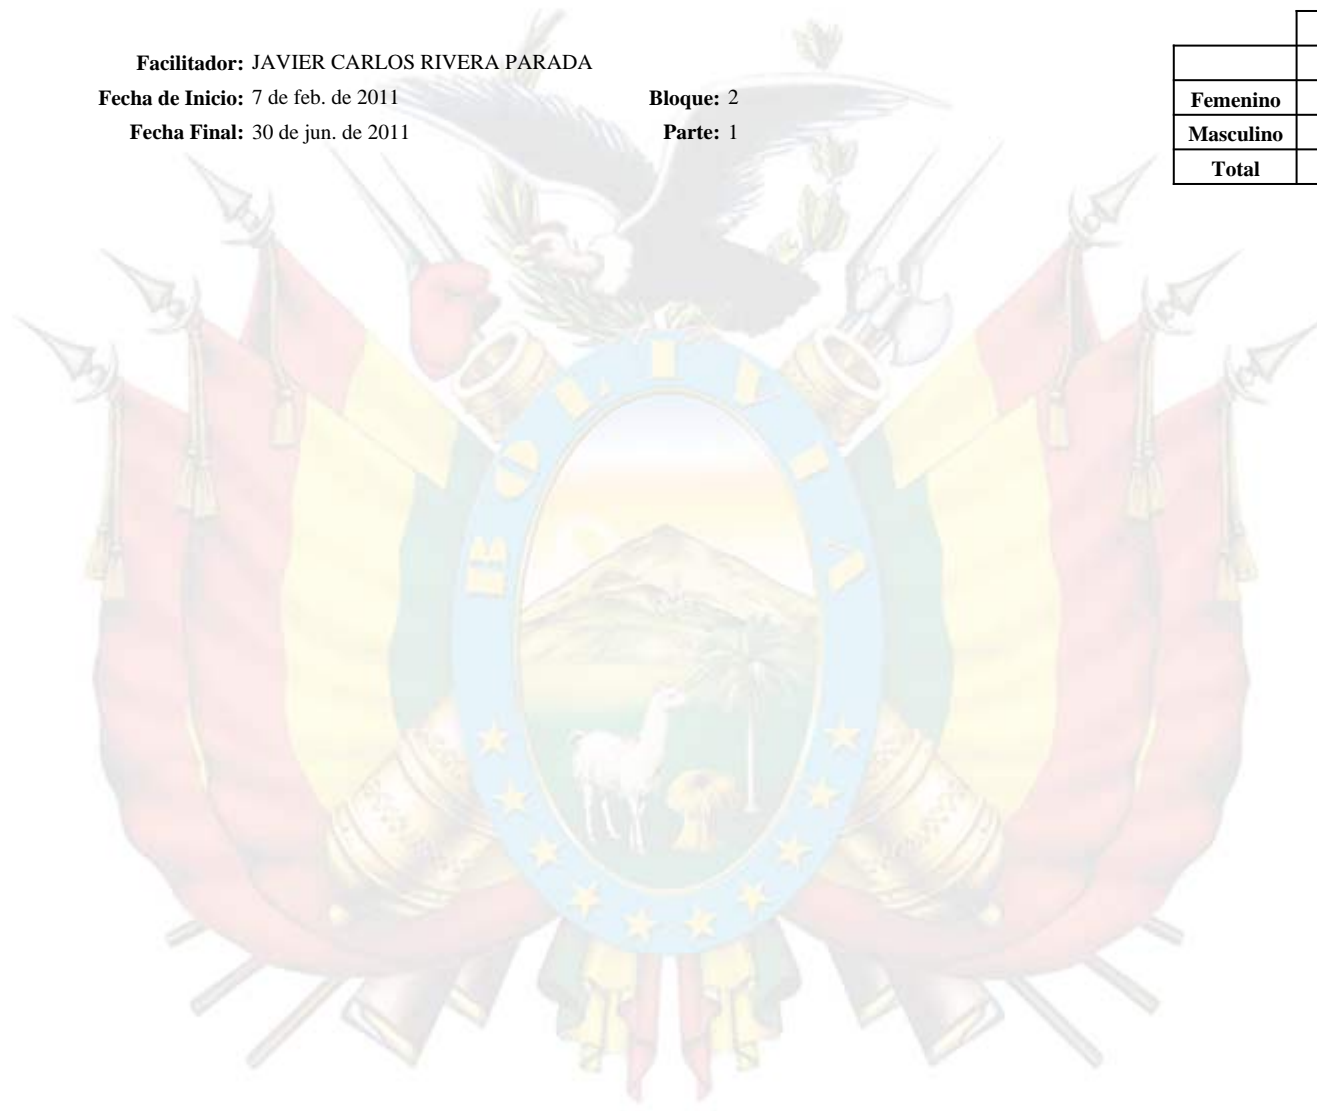 Facilitador: JAVIER CARLOS RIVERA PARADA
Fecha de Inicio: 7 de feb. de 2011 Bloque: 2
Fecha Final: 30 de jun. de 2011 Parte: 1
Femenino
Masculino
Total
BOLIVIA